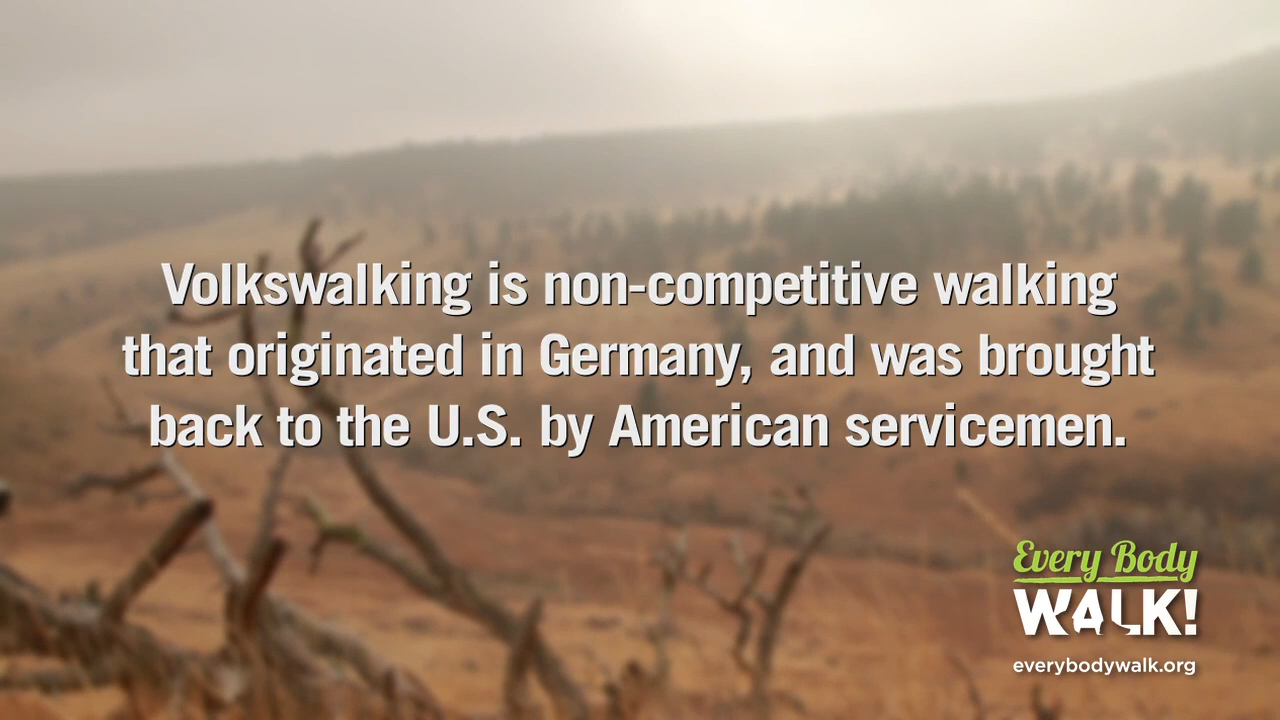 Volkswalking is non-competitive walking
that originated in Germany, and was brought
back to the U.S. by American servicemen.
Every Body
WALK!
everybodywalk.org